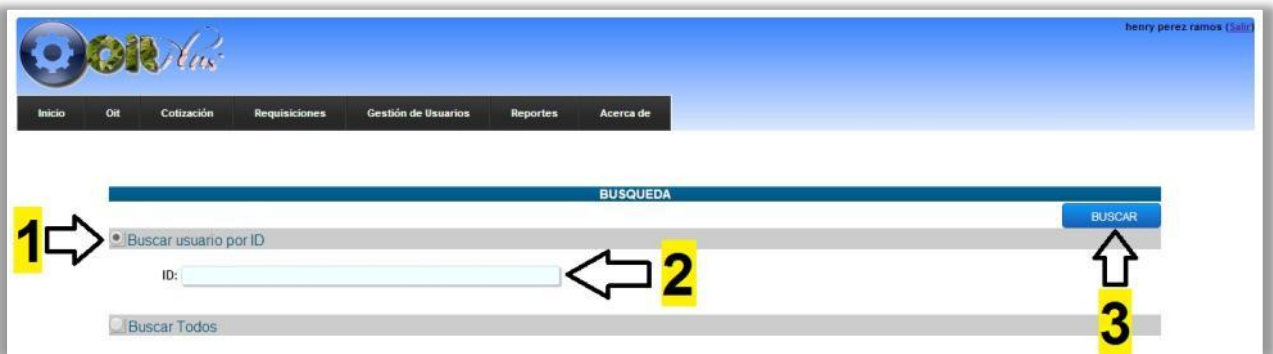 henry perez ramos (Salir)
OIT Plus
Inicio Oit Cotización Requisiciones Gestión de Usuarios Reportes Acerca de
BUSQUEDA
BUSCAR
1 Buscar usuario por ID
ID: 2
Buscar Todos
3